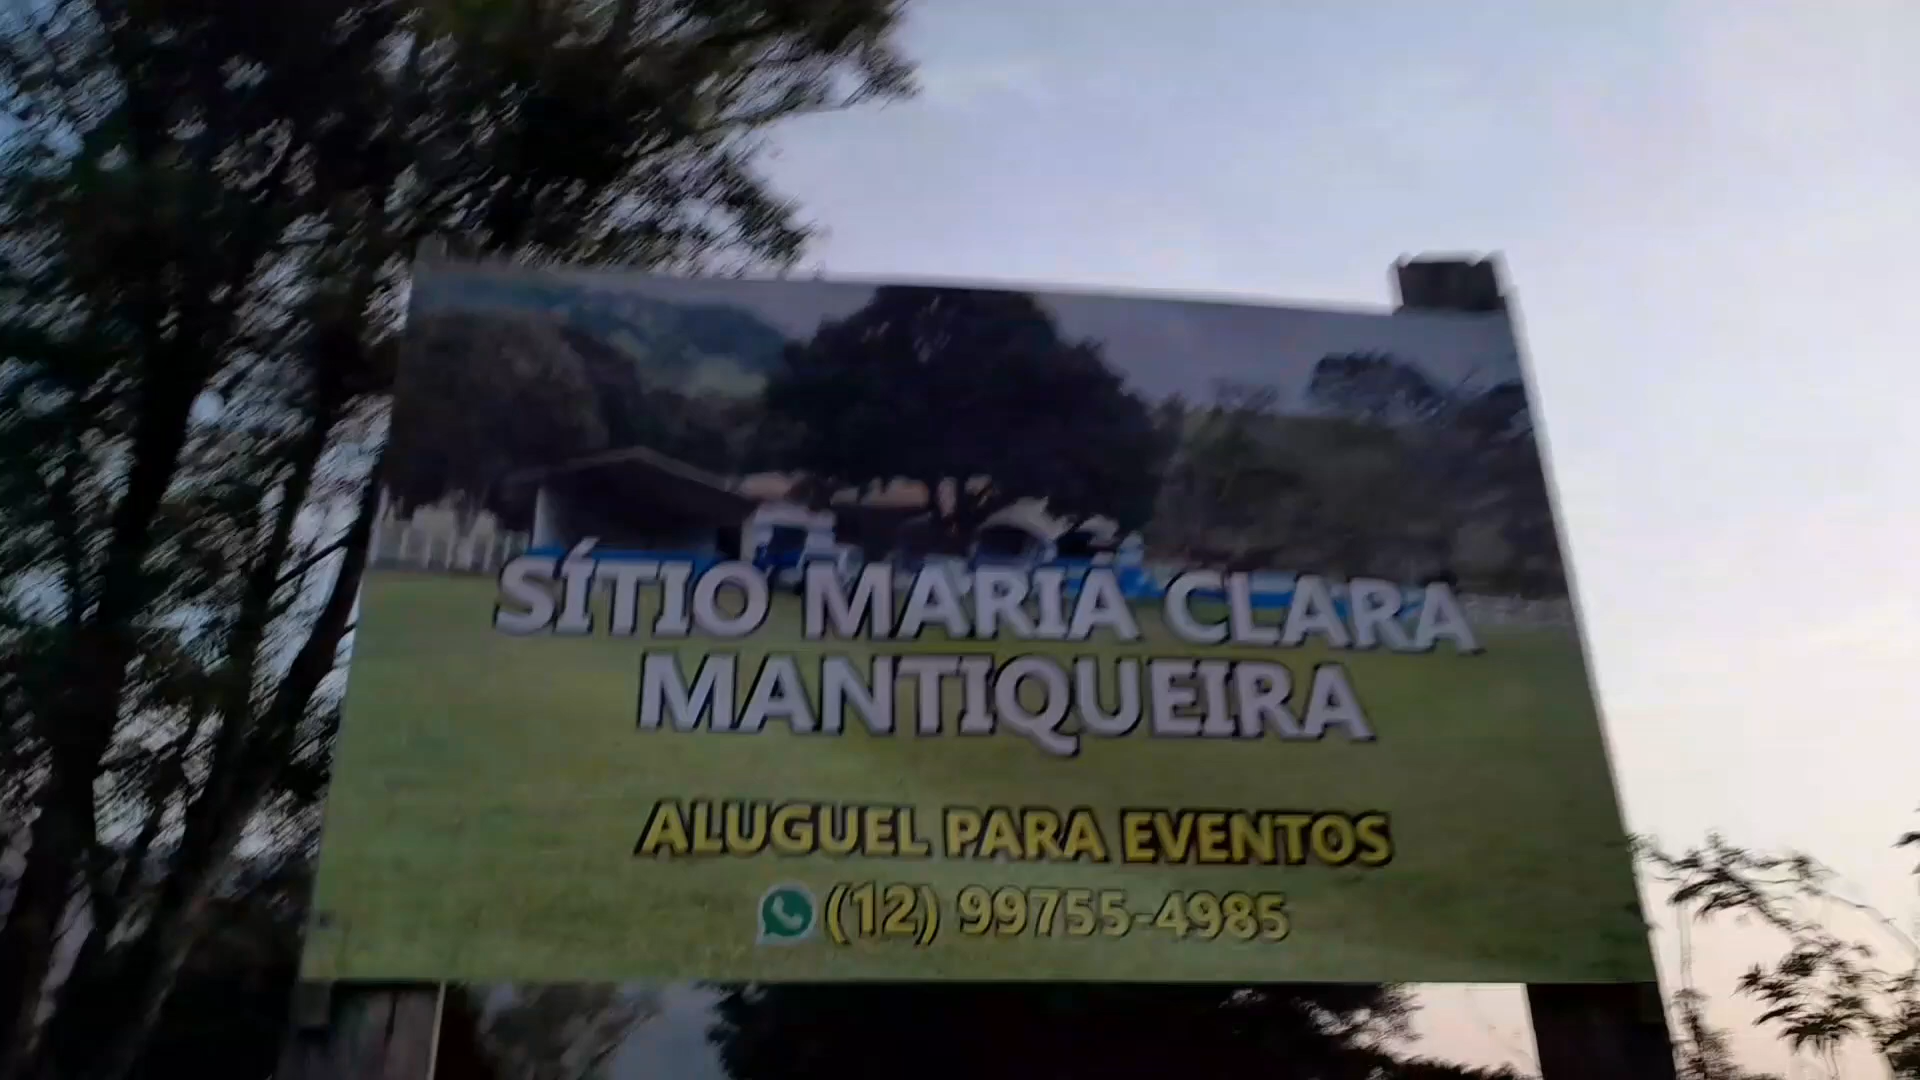 SÍTIO MARIA CLARA
MANTIQUEIRA
ALUGUEL PARA EVENTOS
(12) 99755-4985